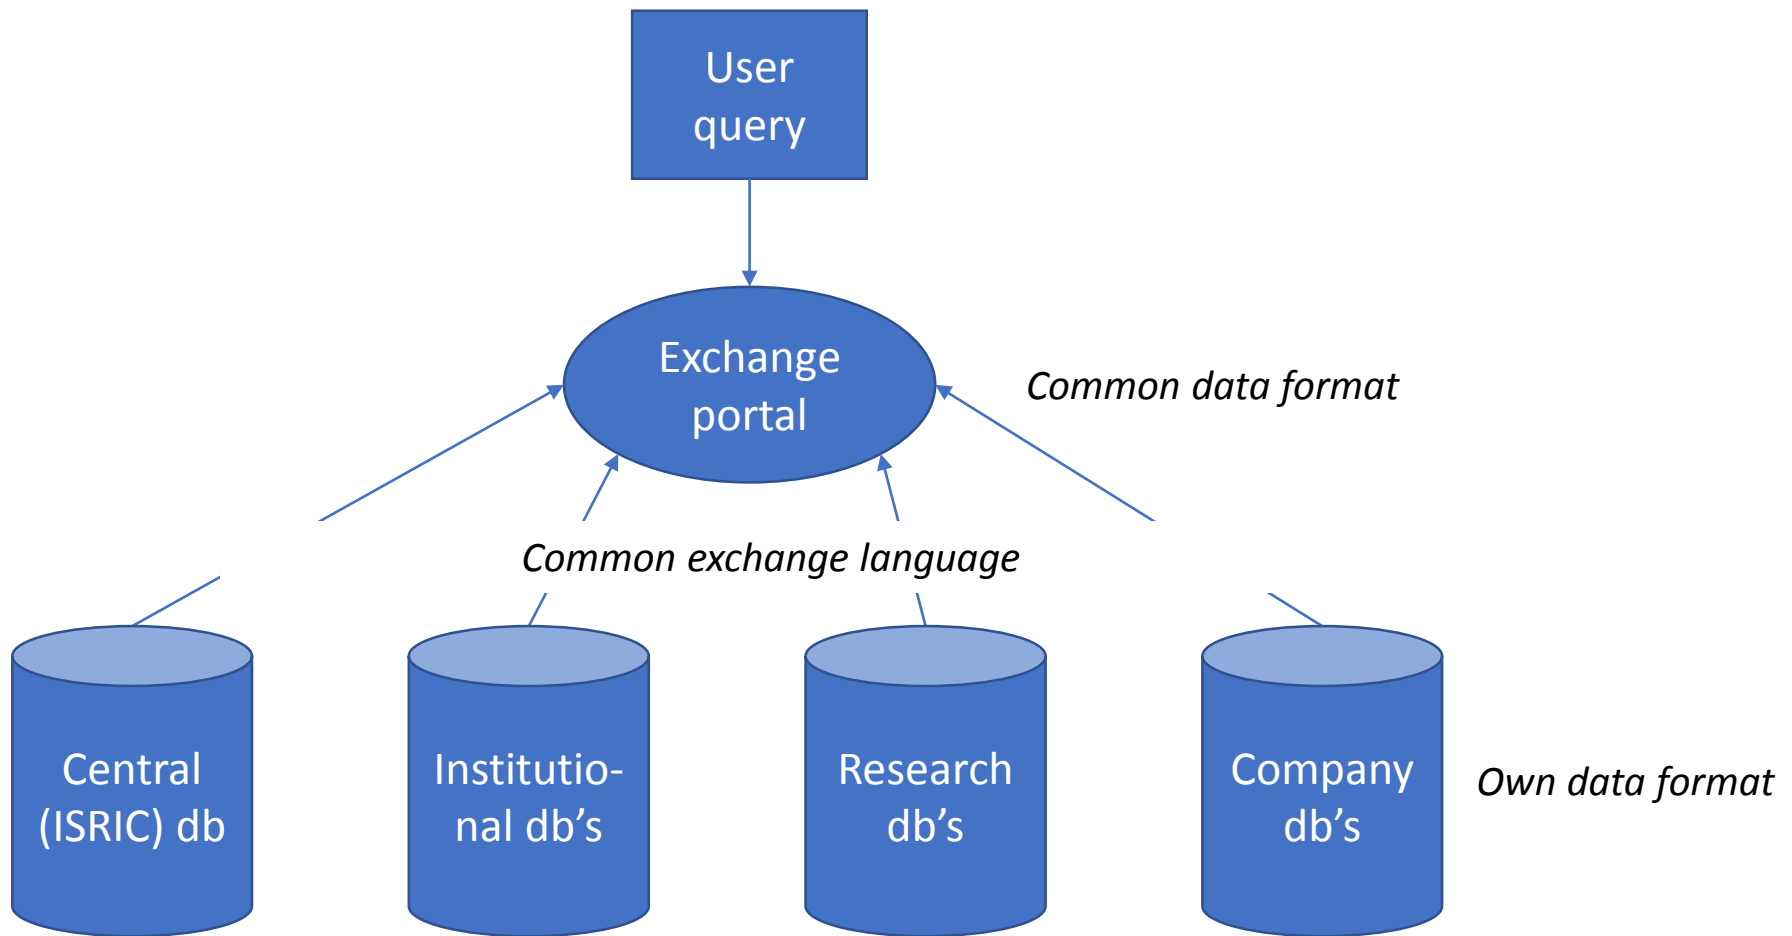 User
query
Exchange
portal
Common data format
Common exchange language
Central
(ISRIC) db
Institutio-
nal db’s
Research
db’s
Company
db’s
Own data format